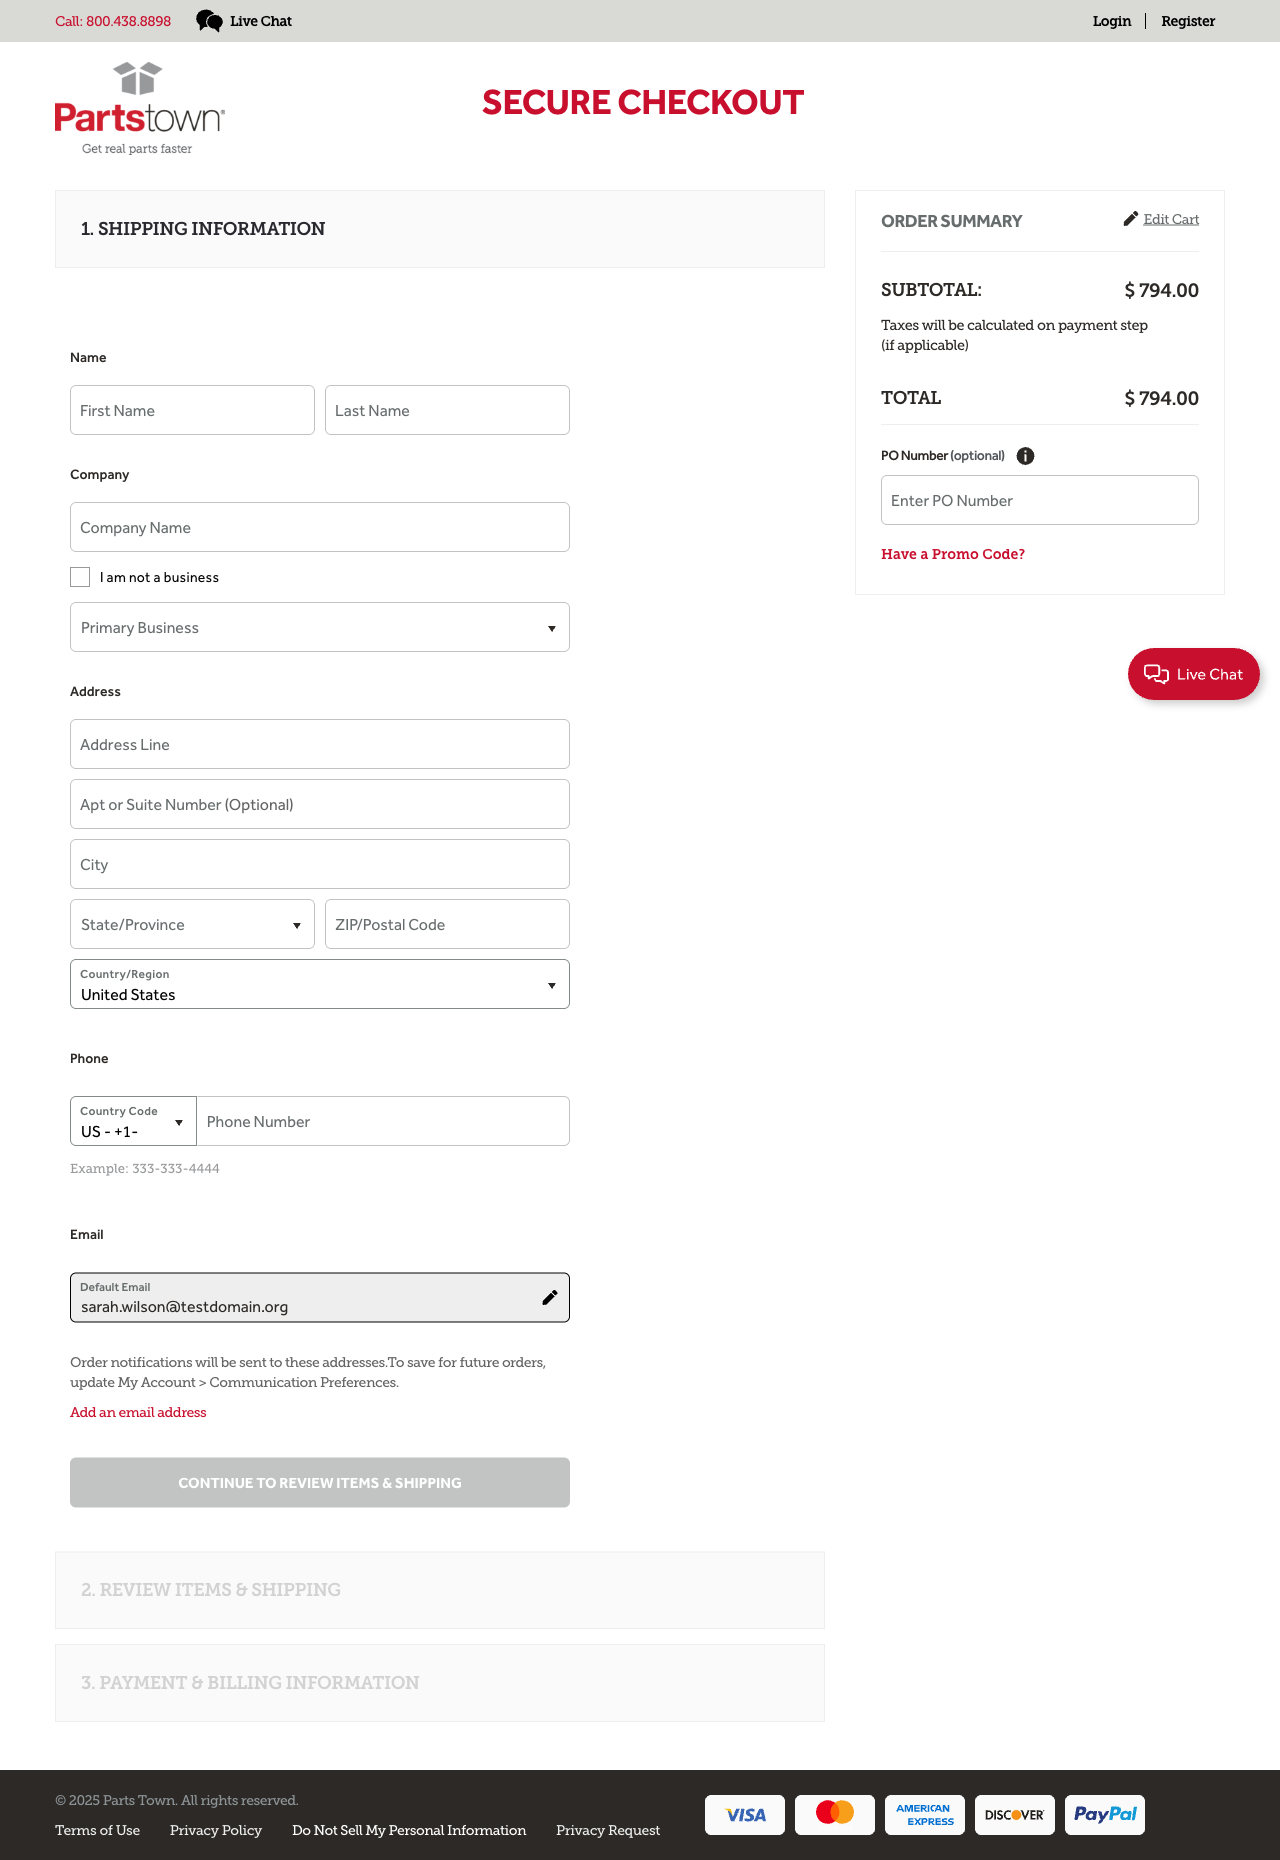 Call: 800.438.8898
Live Chat
Login
Register
Partstown®
Get real parts faster
SECURE CHECKOUT
1. SHIPPING INFORMATION
Name
First Name
Last Name
Company
Company Name
I am not a business
Primary Business
Address
Address Line
Apt or Suite Number (Optional)
City
State/Province
ZIP/Postal Code
Country/Region
United States
Phone
Country Code
US - +1-
Phone Number
Example: 333-333-4444
Email
Default Email
sarah.wilson@testdomain.org
Order notifications will be sent to these addresses.To save for future orders,
update My Account > Communication Preferences.
Add an email address
CONTINUE TO REVIEW ITEMS & SHIPPING
2. REVIEW ITEMS & SHIPPING
3. PAYMENT & BILLING INFORMATION
ORDER SUMMARY
Edit Cart
SUBTOTAL:
$ 794.00
Taxes will be calculated on payment step
(if applicable)
TOTAL
$ 794.00
PO Number (optional)
Enter PO Number
Have a Promo Code?
Live Chat
© 2025 Parts Town. All rights reserved.
Terms of Use
Privacy Policy
Do Not Sell My Personal Information
Privacy Request
VISA
AMERICAN
EXPRESS
DISCOVER
PayPal